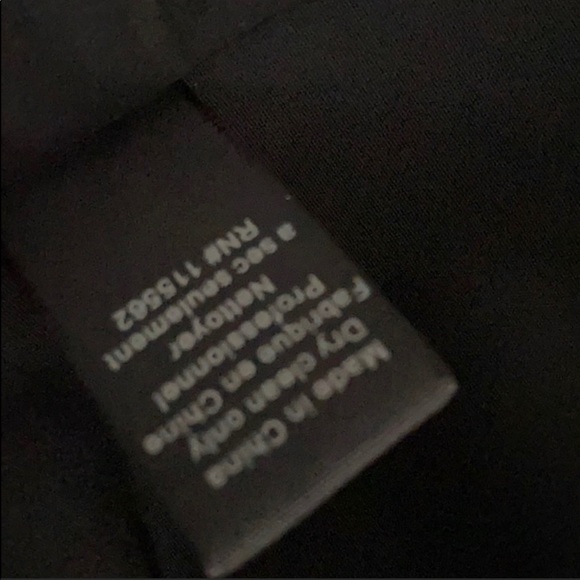 Made in China
Dry clean only
Fabrique en Chine
Professionnel
Nettoyer
a sec seulement
RN# 115562